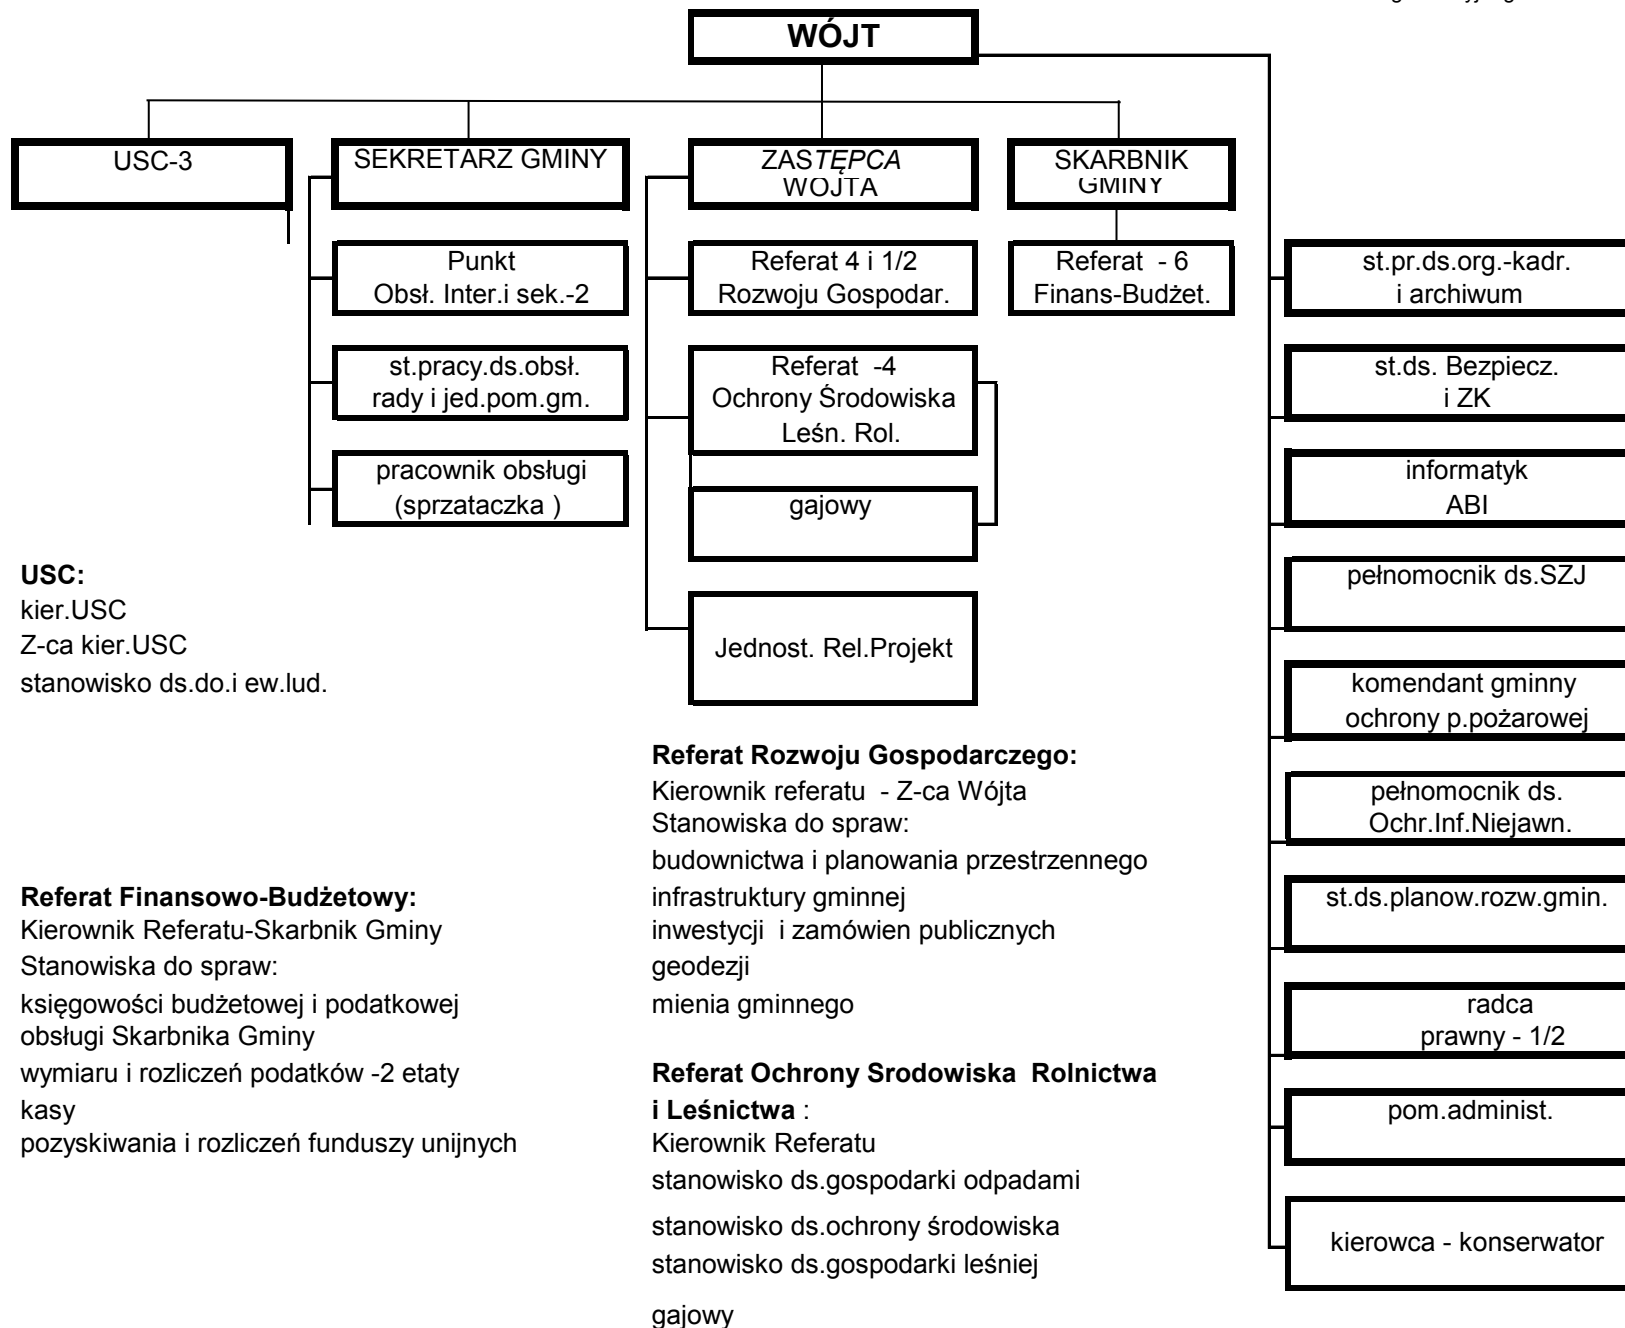 WÓJT
USC-3
SEKRETARZ GMINY
ZASTĘPCA
WÓJTA
SKARBNIK
GMINY
Punkt
Obsł. Inter.i sek.-2
Referat 4 i 1/2
Rozwoju Gospodar.
Referat - 6
Finans-Budżet.
st.pr.ds.org.-kadr.
i archiwum
st.pracy.ds.obsł.
rady i jed.pom.gm.
Referat -4
Ochrony Środowiska
Leśn. Rol.
st.ds. Bezpiecz.
i ZK
pracownik obsługi
(sprzataczka )
gajowy
informatyk
ABI
USC:
kier.USC
Z-ca kier.USC
stanowisko ds.do.i ew.lud.
Jednost. Rel.Projekt
pełnomocnik ds.SZJ
komendant gminny
ochrony p.pożarowej
pełnomocnik ds.
Ochr.Inf.Niejawn.
st.ds.planow.rozw.gmin.
radca
prawny - 1/2
pom.administ.
kierowca - konserwator
Referat Rozwoju Gospodarczego:
Kierownik referatu - Z-ca Wójta
Stanowiska do spraw:
budownictwa i planowania przestrzennego
infrastruktury gminnej
inwestycji i zamówien publicznych
geodezji
mienia gminnego
Referat Finansowo-Budżetowy:
Kierownik Referatu-Skarbnik Gminy
Stanowiska do spraw:
księgowości budżetowej i podatkowej
obsługi Skarbnika Gminy
wymiaru i rozliczeń podatków -2 etaty
kasy
pozyskiwania i rozliczeń funduszy unijnych
Referat Ochrony Srodowiska Rolnictwa
i Leśnictwa :
Kierownik Referatu
stanowisko ds.gospodarki odpadami
stanowisko ds.ochrony środowiska
stanowisko ds.gospodarki leśniej
gajowy